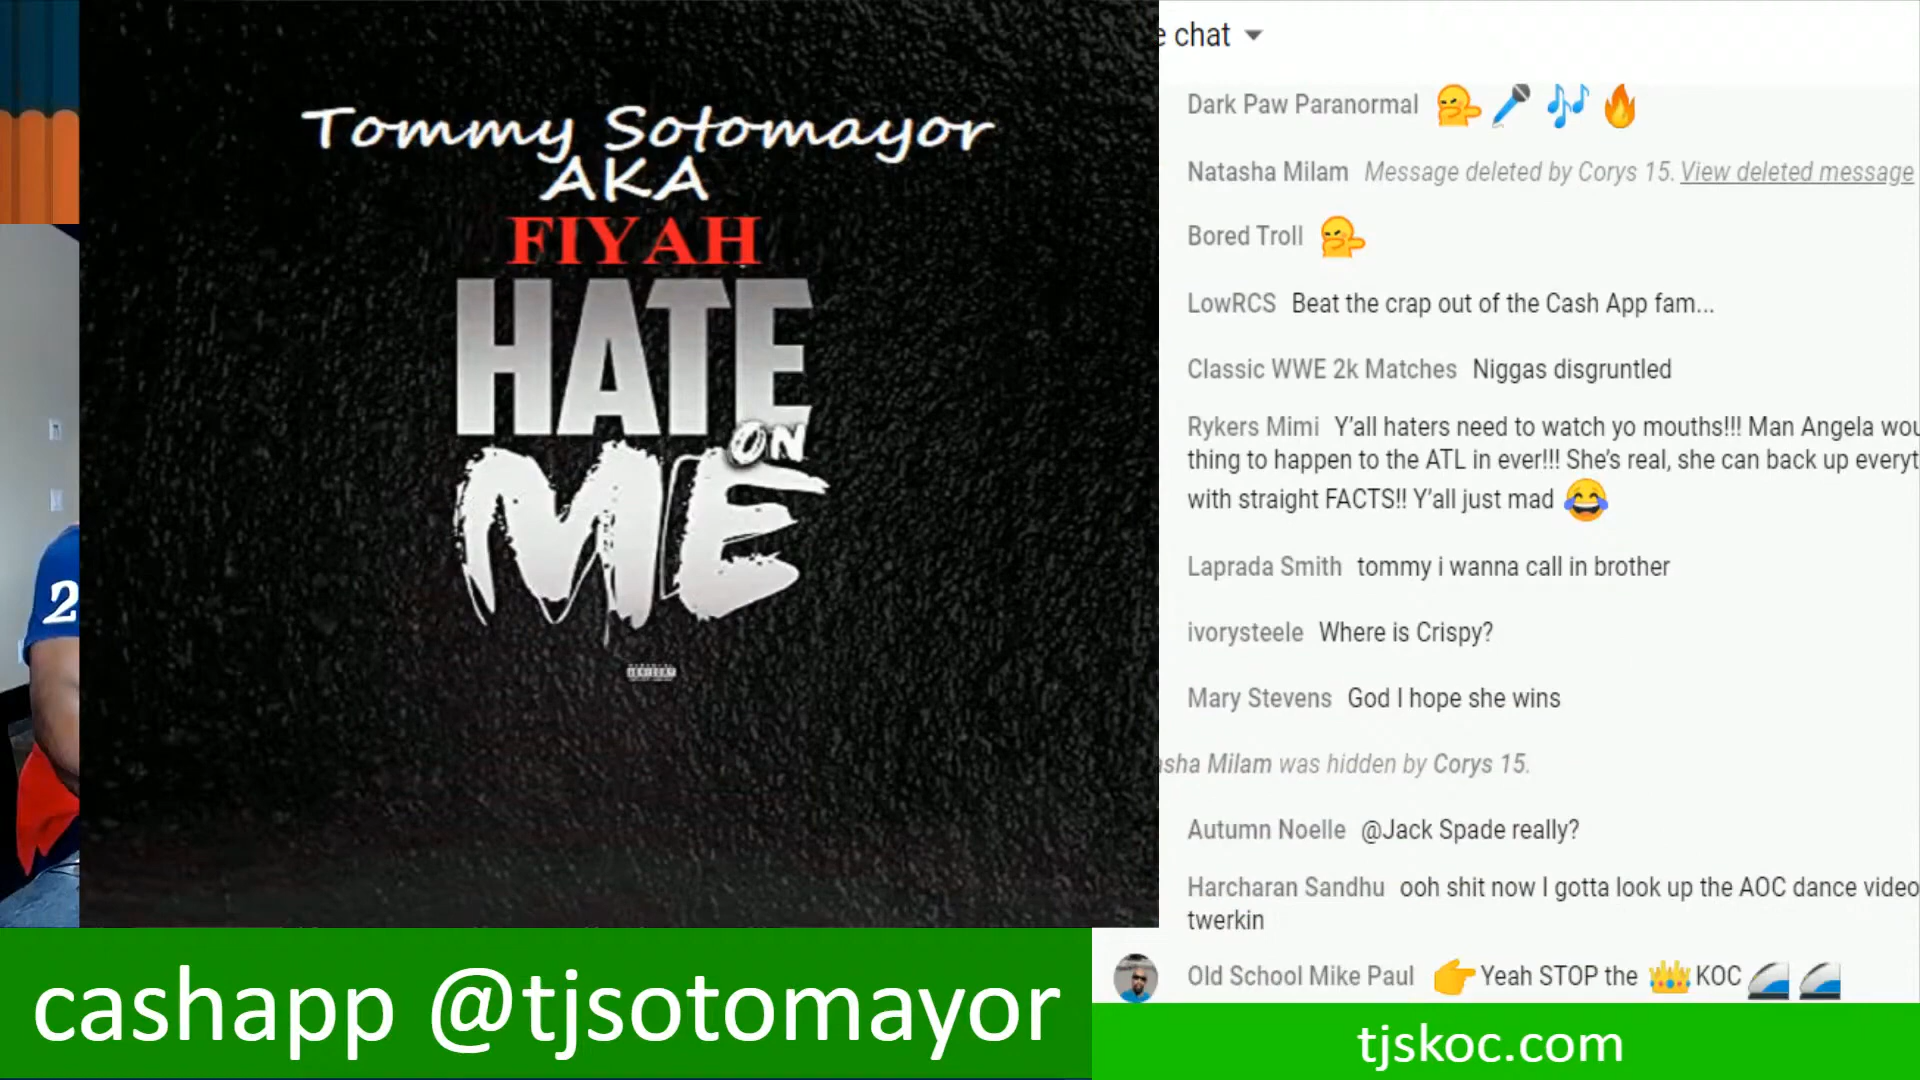 Tommy Sotomayor
AKA
FIYAH
HATE
ON
ME
2
cashapp @tjsotomayor
e chat
Dark Paw Paranormal
Natasha Milam Message deleted by Corys 15. View deleted message
Bored Troll
LowRCS Beat the crap out of the Cash App fam...
Classic WWE 2k Matches Niggas disgruntled
Rykers Mimi Y'all haters need to watch yo mouths!!! Man Angela wou
thing to happen to the ATL in ever!!! She's real, she can back up everyt
with straight FACTS!! Y'all just mad 😂
Laprada Smith tommy i wanna call in brother
ivorysteele Where is Crispy?
Mary Stevens God I hope she wins
sha Milam was hidden by Corys 15.
Autumn Noelle @Jack Spade really?
Harcharan Sandhu ooh shit now I gotta look up the AOC dance video
twerkin
Old School Mike Paul 👉Yeah STOP the 👑KOC
tjskoc.com